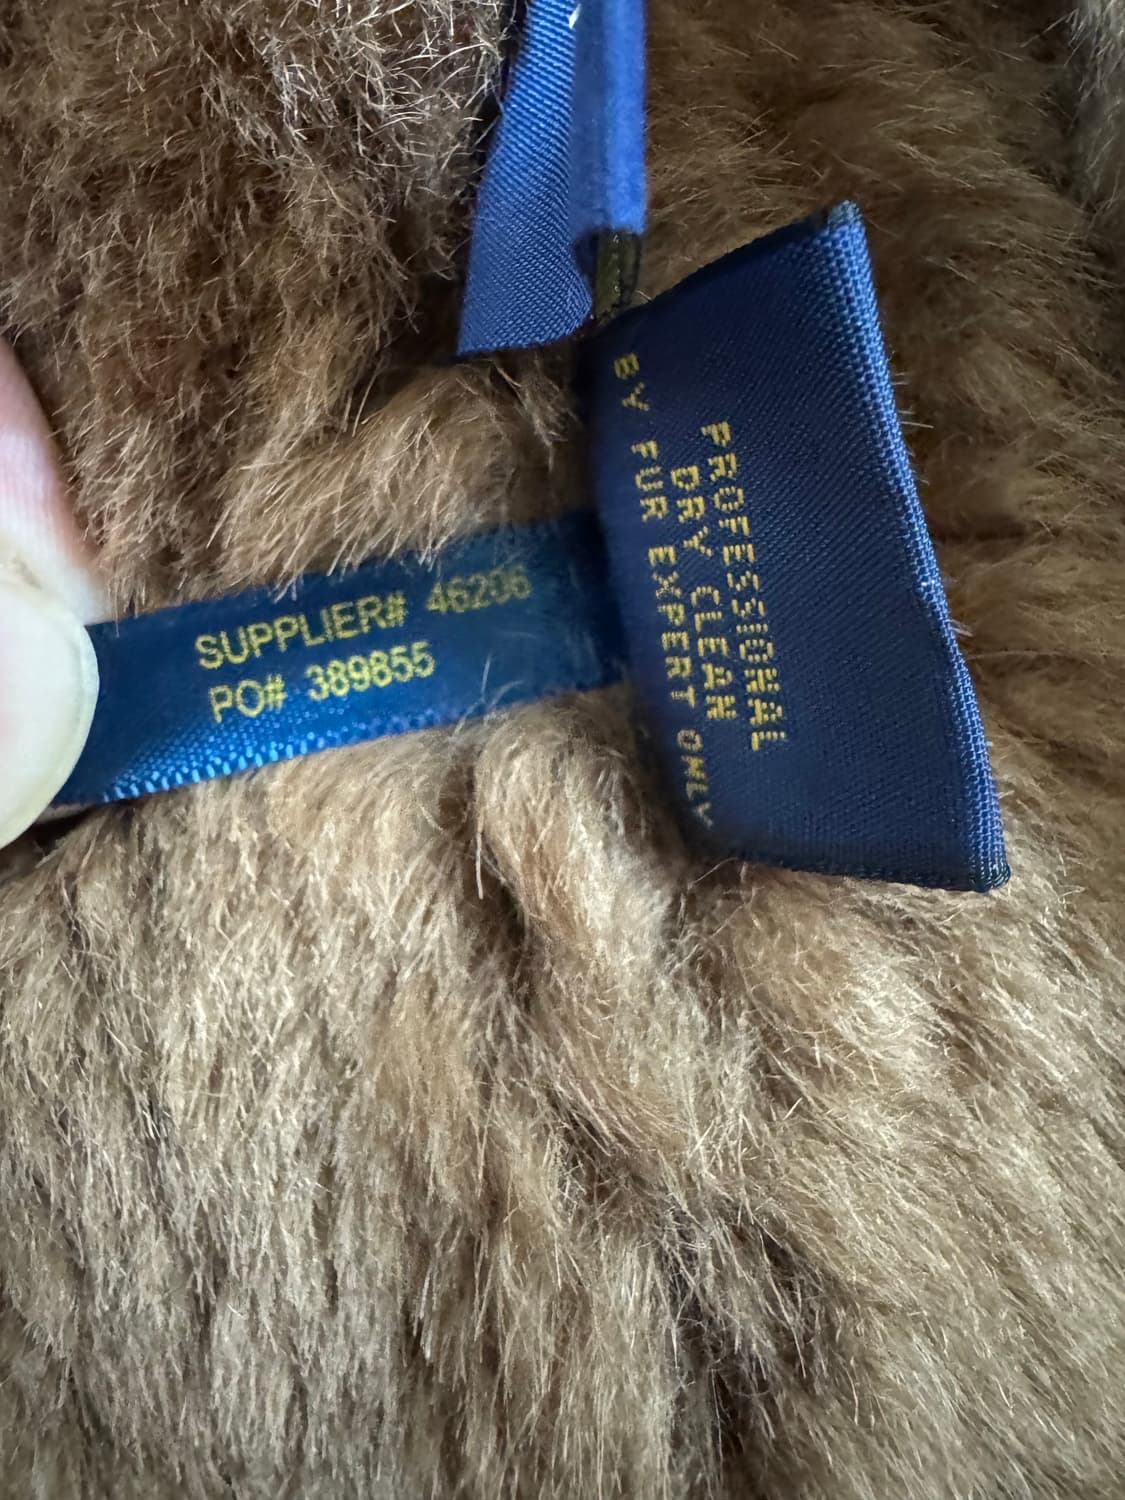 SUPPLIER# 46206
PO# 389855
PROFESSIONAL
DRY CLEAN
BY FUR EXPERT ONLY